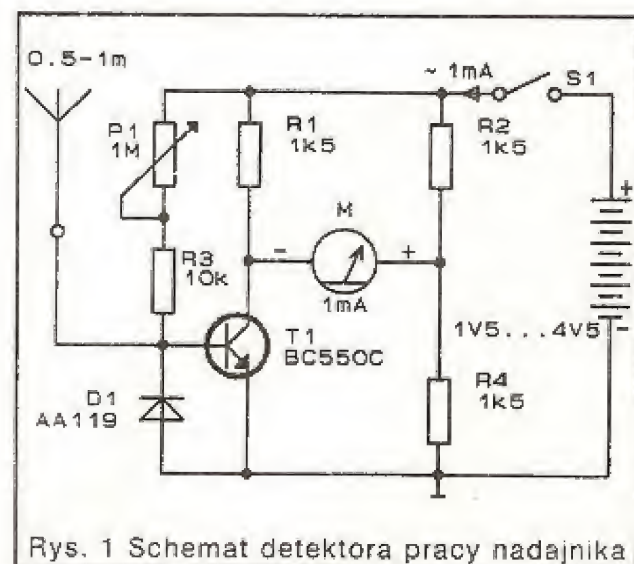 0.5-1m
~ 1mA
S1
P1
1M
R1
1k5
R2
1k5
M
- +
1mA
+
R3
10k
T1
BC550C
1V5...4V5
-
D1
AA119
R4
1k5
Rys. 1 Schemat detektora pracy nadajnika